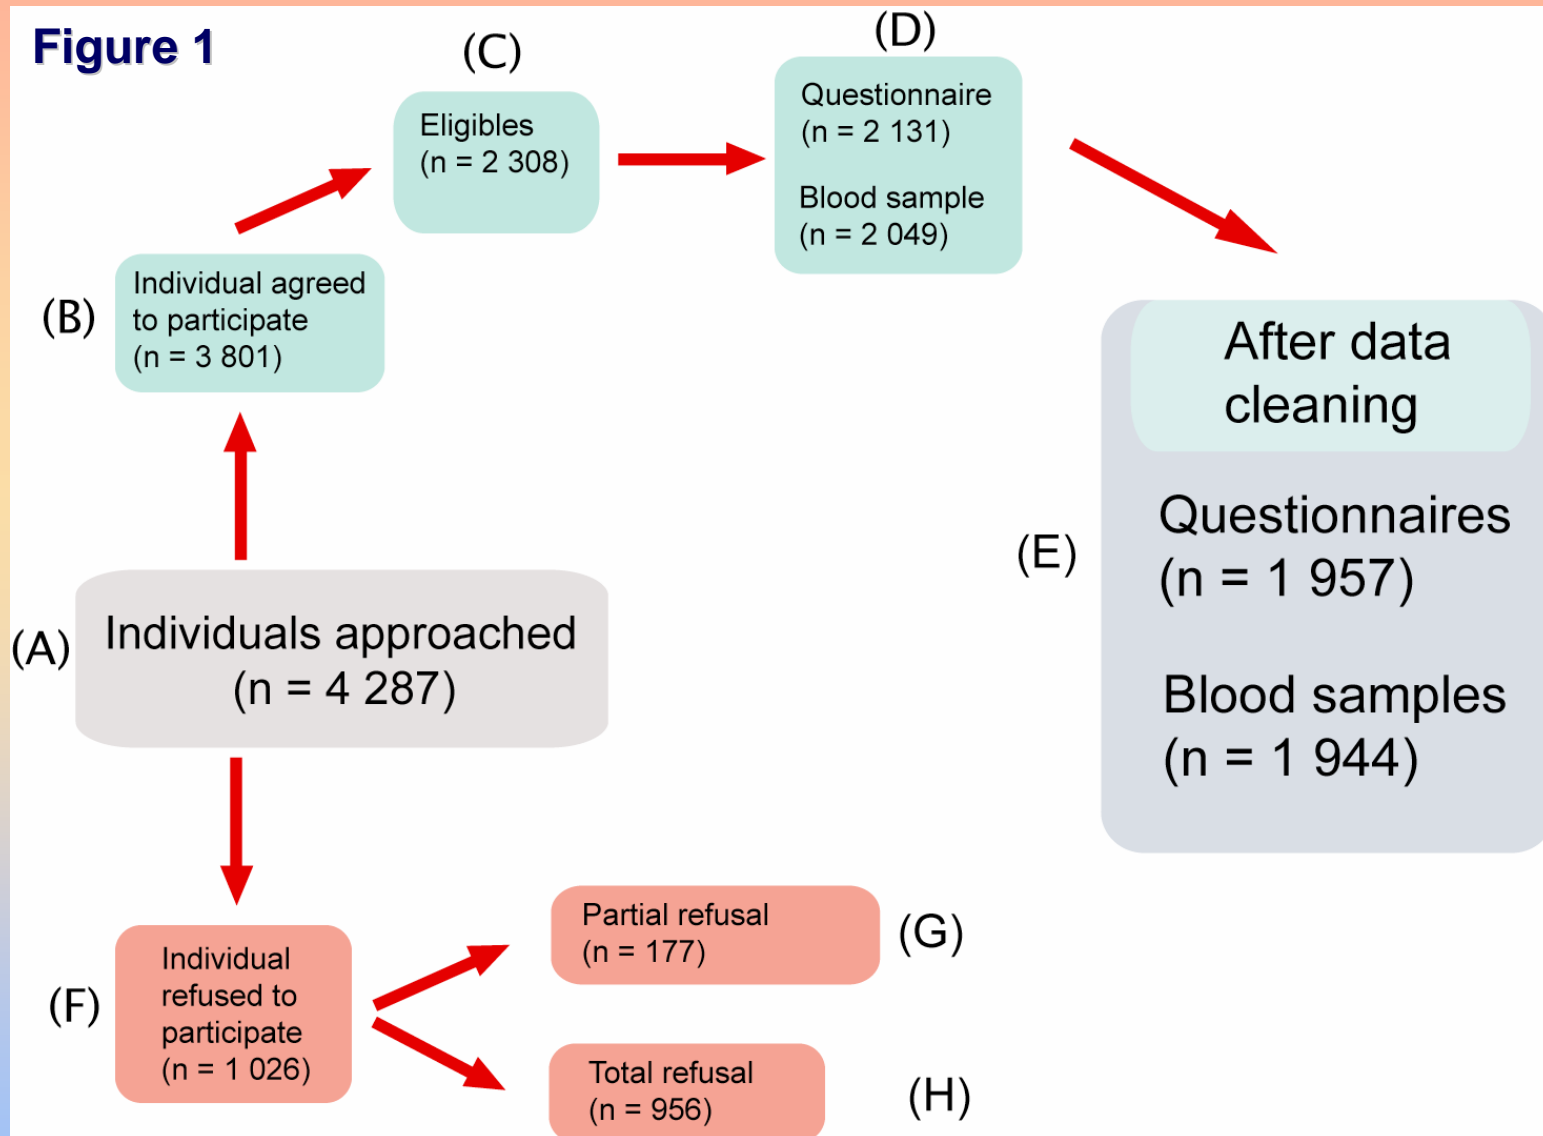 Figure 1
(C)
(D)
Eligibles
(n = 2 308)
Questionnaire
(n = 2 131)
Blood sample
(n = 2 049)
(B)
Individual agreed
to participate
(n = 3 801)
After data
cleaning
(E)
Questionnaires
(n = 1 957)
Blood samples
(n = 1 944)
(A)
Individuals approached
(n = 4 287)
(F)
Individual
refused to
participate
(n = 1 026)
Partial refusal
(n = 177)
(G)
Total refusal
(n = 956)
(H)